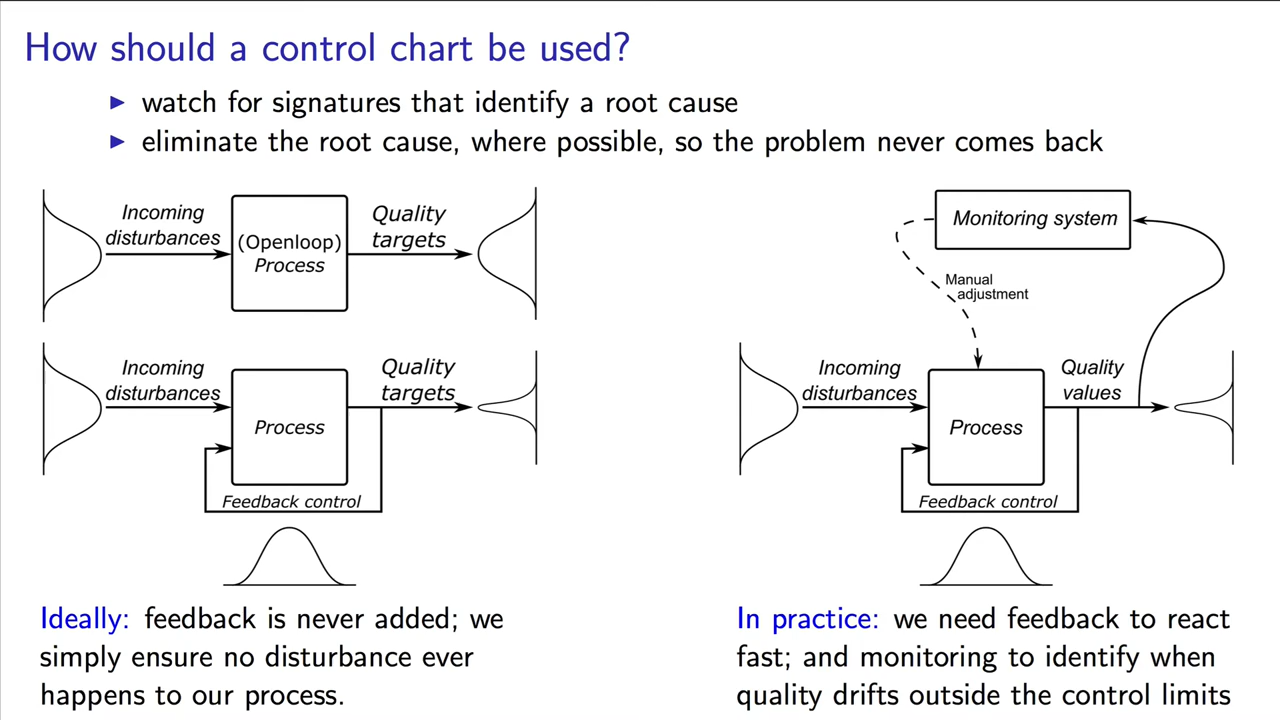 How should a control chart be used?
▶ watch for signatures that identify a root cause
▶ eliminate the root cause, where possible, so the problem never comes back
Incoming
disturbances
(Openloop)
Process
Quality
targets
Incoming
disturbances
Process
Quality
targets
Feedback control
Ideally: feedback is never added; we
simply ensure no disturbance ever
happens to our process.
Monitoring system
Manual
adjustment
Incoming
disturbances
Process
Quality
values
Feedback control
In practice: we need feedback to react
fast; and monitoring to identify when
quality drifts outside the control limits